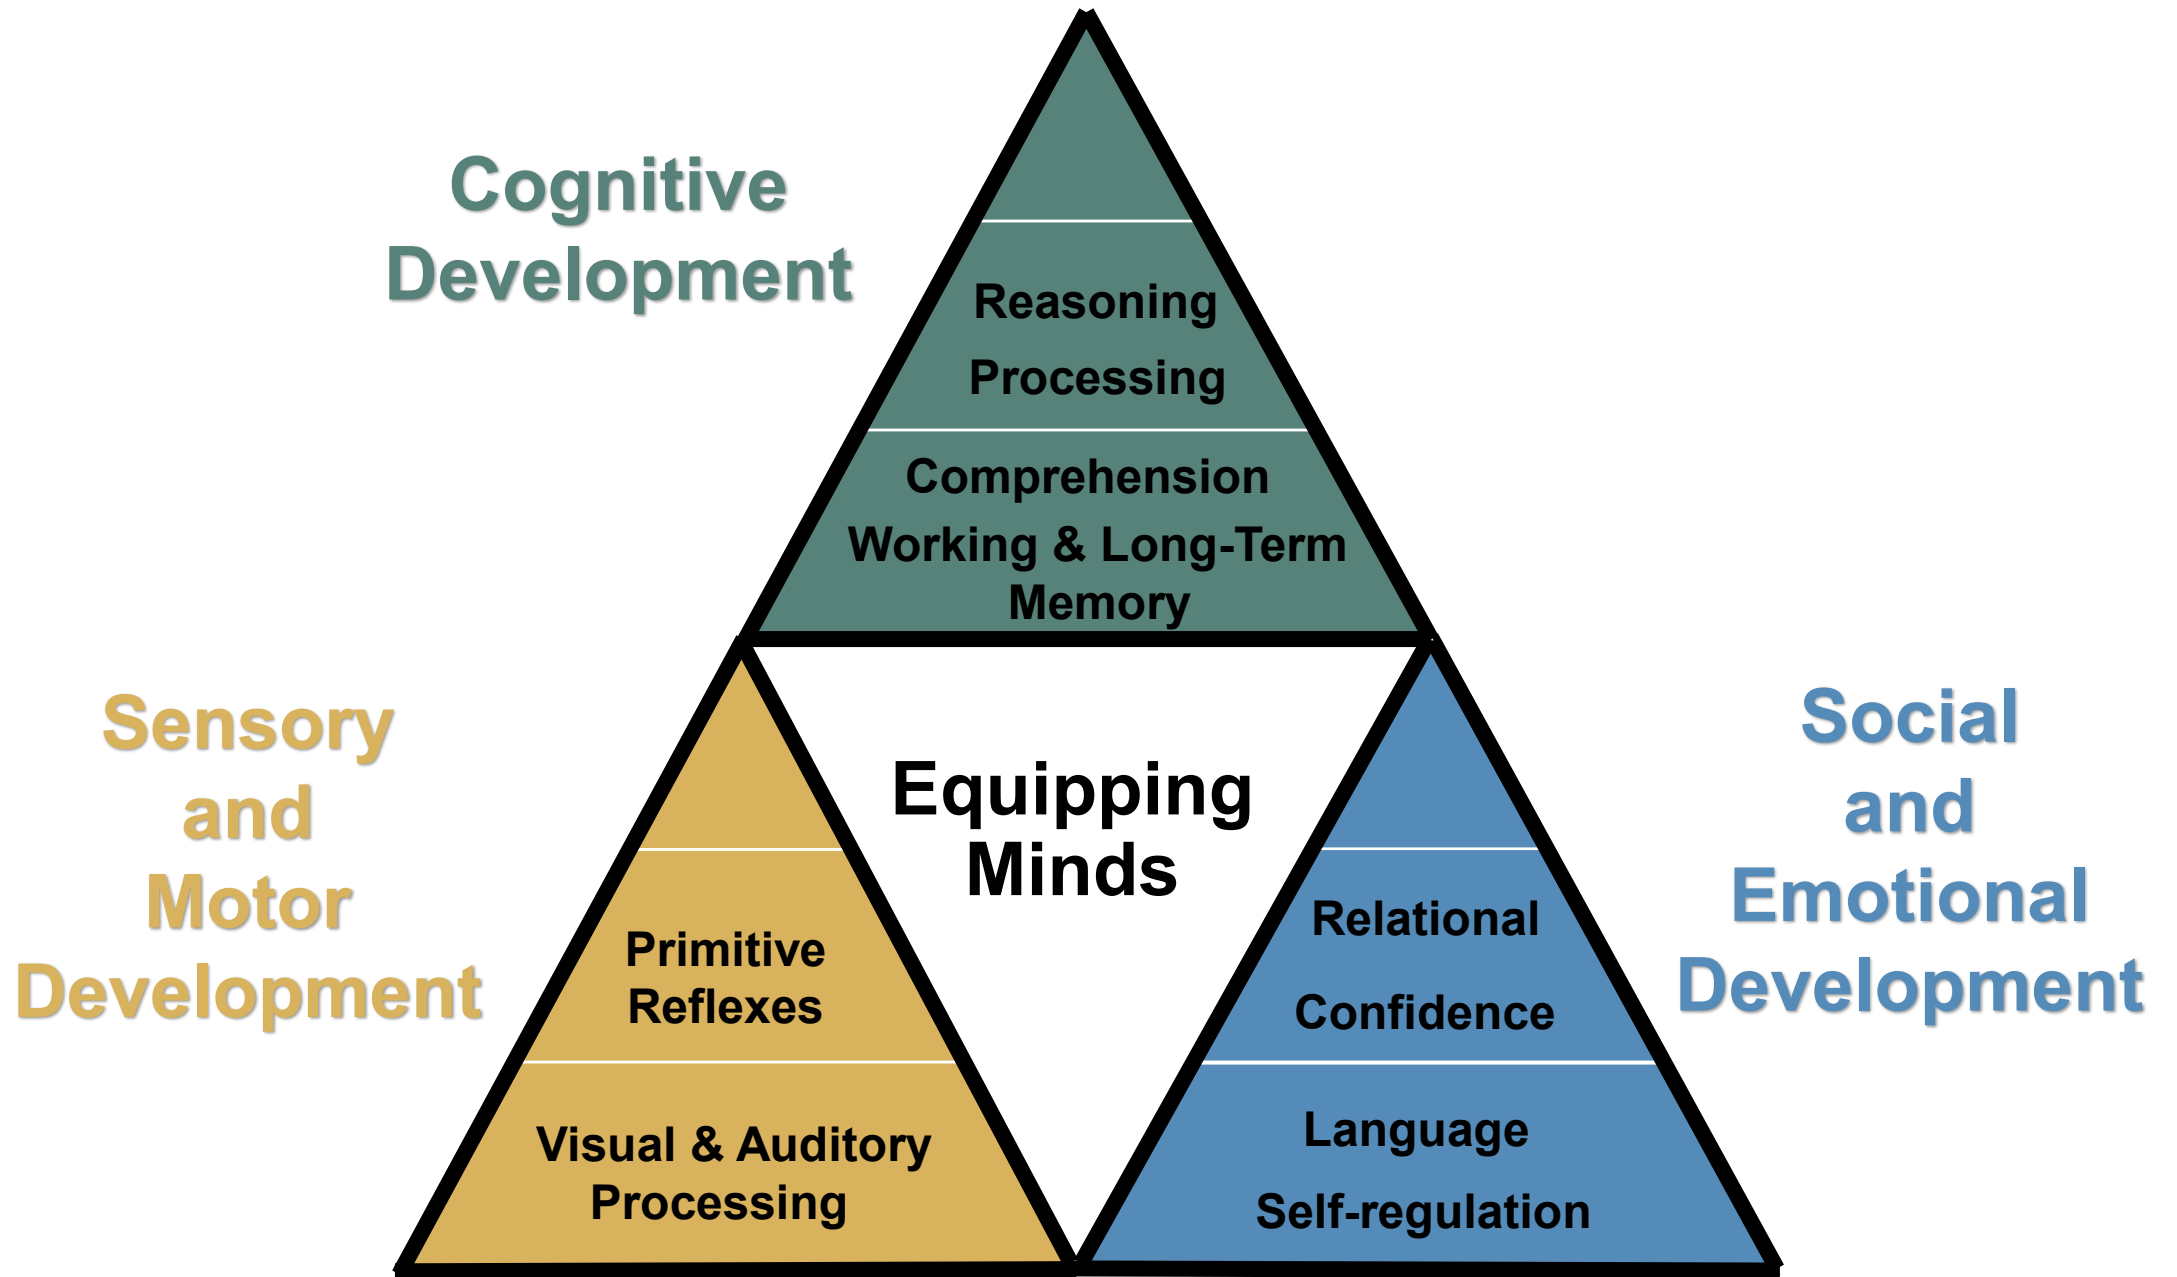 Cognitive
Development
Reasoning
Processing
Comprehension
Working & Long-Term
Memory
Sensory
and
Motor
Development
Equipping
Minds
Social
and
Emotional
Development
Primitive
Reflexes
Visual & Auditory
Processing
Relational
Confidence
Language
Self-regulation